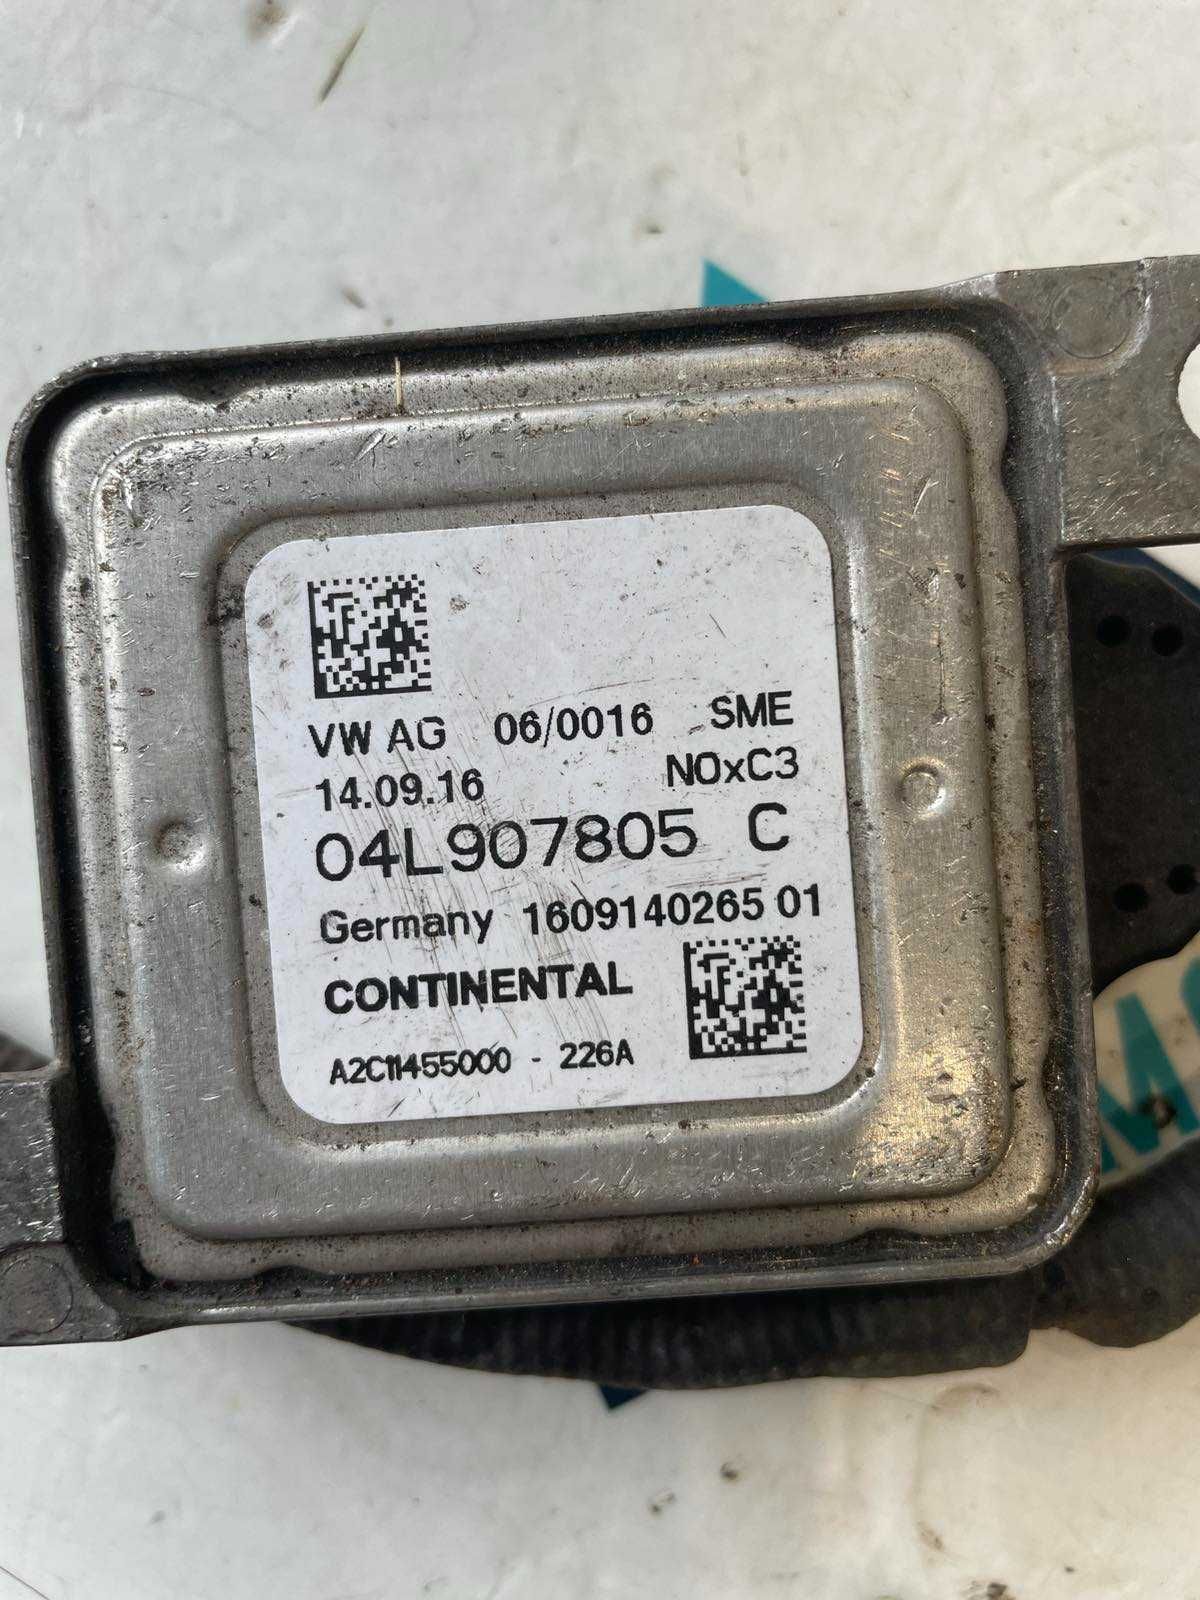 VW AG 06/0016 SME
14.09.16 NOxC3
04L907805 C
Germany 1609140265 01
CONTINENTAL
A2C11455000 - 226A